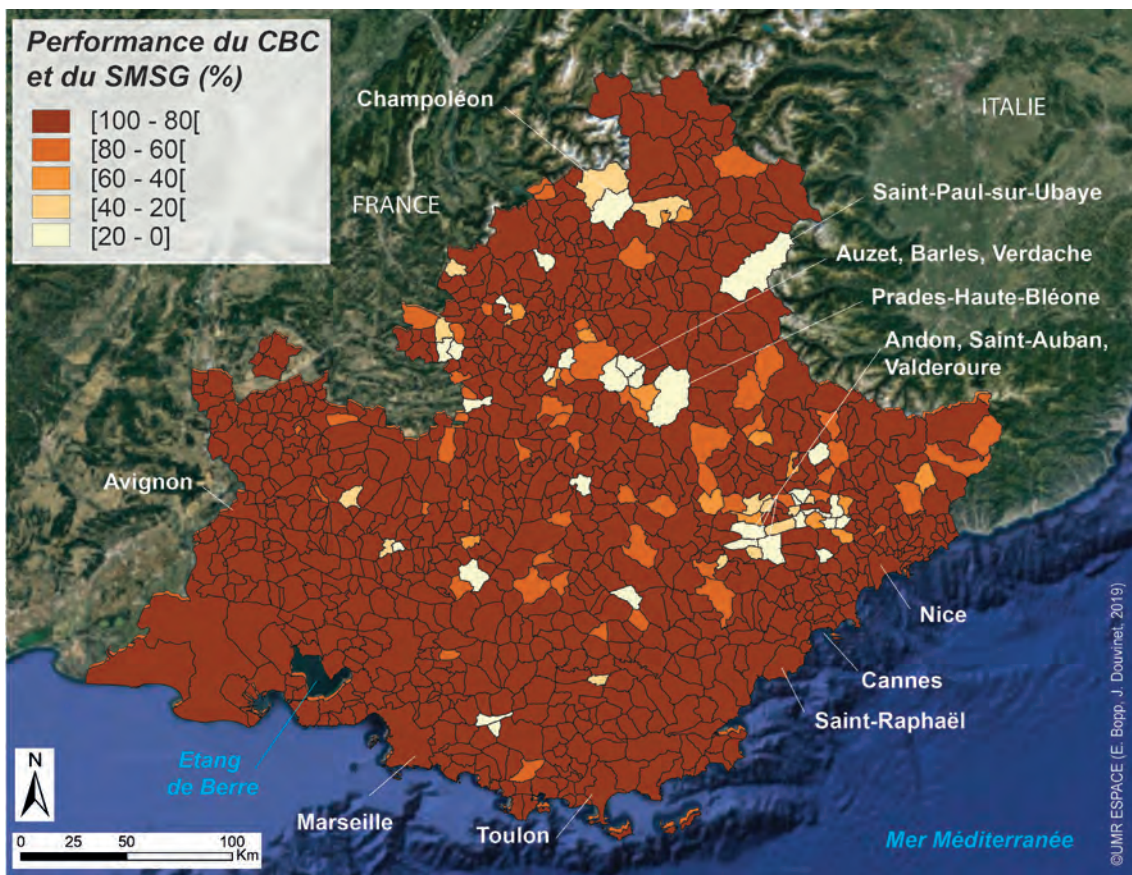 Performance du CBC
et du SMSG (%)
[100 - 80[
[80 - 60[
[60 - 40[
[40 - 20[
[20 - 0]
Champoléon
ITALIE
FRANCE
Saint-Paul-sur-Ubaye
Auzet, Barles, Verdache
Prades-Haute-Bléone
Andon, Saint-Auban,
Valderoure
Avignon
Nice
Cannes
Saint-Raphaël
Etang
de Berre
Marseille
Toulon
Mer Méditerranée
N
0 25 50 100
Km
©UMR ESPACE (E. Bopp, J. Douvinet, 2019)